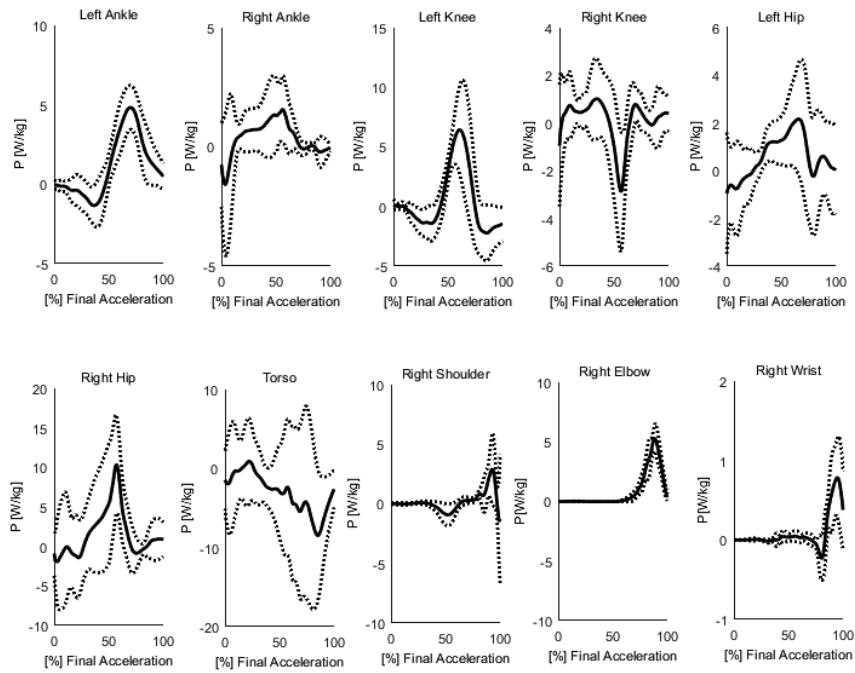 Left Ankle
Right Ankle
Left Knee
Right Knee
Left Hip
P [W/kg]
10
5
0
-5
0 50 100
[%] Final Acceleration
P [W/kg]
5
0
-5
0 50 100
[%] Final Acceleration
P [W/kg]
15
10
5
0
-5
0 50 100
[%] Final Acceleration
P [W/kg]
4
2
0
-2
-4
-6
0 50 100
[%] Final Acceleration
P [W/kg]
6
4
2
0
-2
-4
0 50 100
[%] Final Acceleration
Right Hip
Torso
Right Shoulder
Right Elbow
Right Wrist
P [W/kg]
20
15
10
5
0
-5
-10
0 50 100
[%] Final Acceleration
P [W/kg]
10
0
-10
-20
0 50 100
[%] Final Acceleration
P [W/kg]
10
5
0
-5
-10
0 50 100
[%] Final Acceleration
P [W/kg]
10
5
0
-5
-10
0 50 100
[%] Final Acceleration
P [W/kg]
2
1
0
-1
0 50 100
[%] Final Acceleration